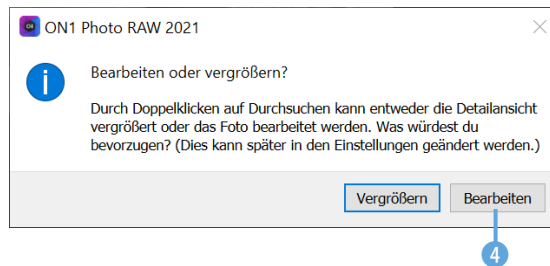 ON1 Photo RAW 2021
Bearbeiten oder vergrößern?
Durch Doppelklicken auf Durchsuchen kann entweder die Detailansicht
vergrößert oder das Foto bearbeitet werden. Was würdest du
bevorzugen? (Dies kann später in den Einstellungen geändert werden.)
Vergrößern Bearbeiten
4